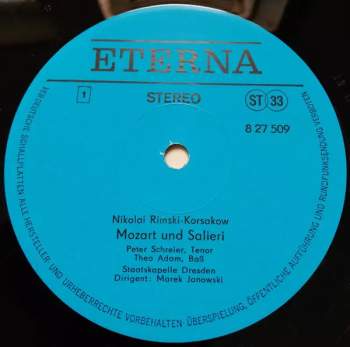 ETERNA
1
STEREO
ST 33
8 27 509
Nikolai Rimski-Korsakow
Mozart und Salieri
Peter Schreier, Tenor
Theo Adam, Baß
Staatskapelle Dresden
Dirigent: Marek Janowski
VEB DEUTSCHE SCHALLPLATTEN ALLE HERSTELLER- UND URHEBERRECHTE VORBEHALTEN · ÜBERSPIELUNG, ÖFFENTLICHE AUFFÜHRUNG UND RUNDFUNKSENDUNG VERBOTEN